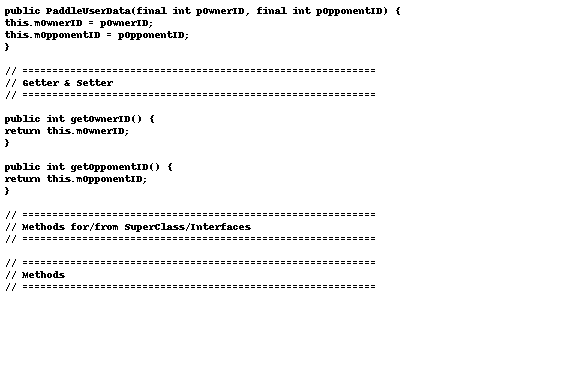 public PaddleUserData(final int pOwnerID, final int pOpponentID) {
this.mOwnerID = pOwnerID;
this.mOpponentID = pOpponentID;
}
// ===========================================================
// Getter & Setter
// ===========================================================
public int getOwnerID() {
return this.mOwnerID;
}
public int getOpponentID() {
return this.mOpponentID;
}
// ===========================================================
// Methods for/from SuperClass/Interfaces
// ===========================================================
// ===========================================================
// Methods
// ===========================================================